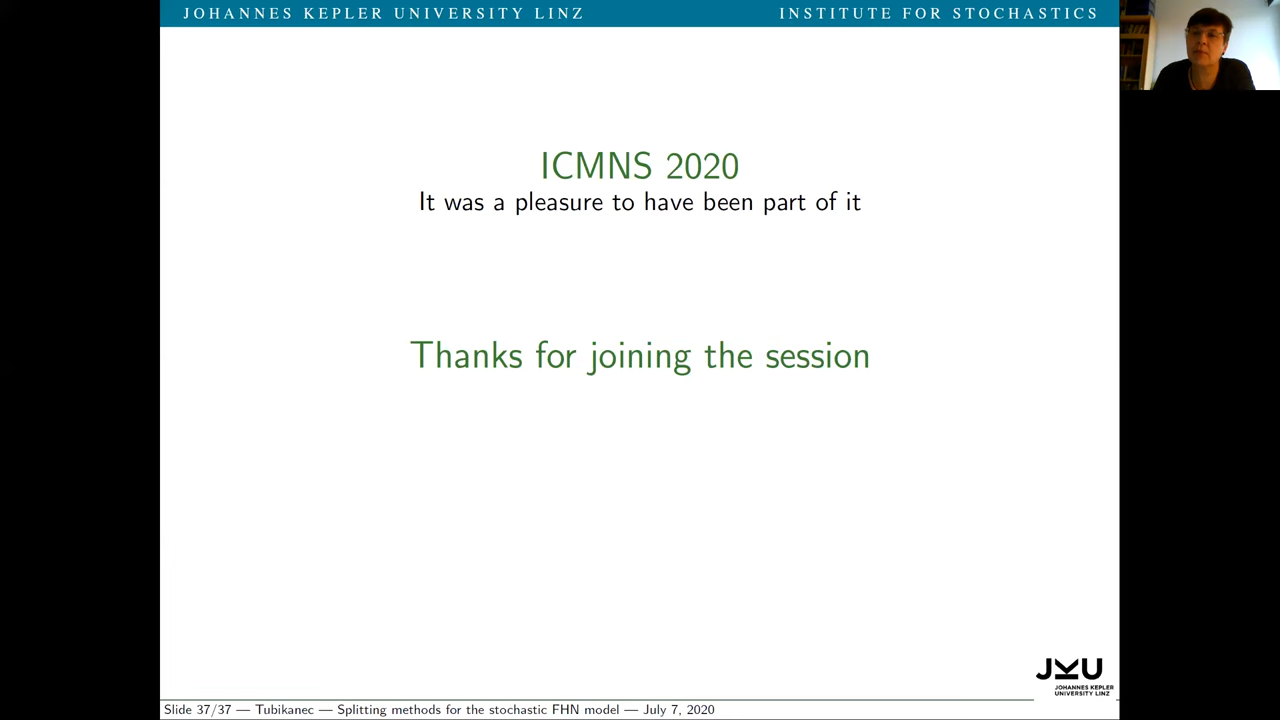 JOHANNES KEPLER UNIVERSITY LINZ
INSTITUTE FOR STOCHASTICS
ICMNS 2020
It was a pleasure to have been part of it
Thanks for joining the session
JKU
JOHANNES KEPLER
UNIVERSITY LINZ
Slide 37/37 — Tubikanec — Splitting methods for the stochastic FHN model — July 7, 2020